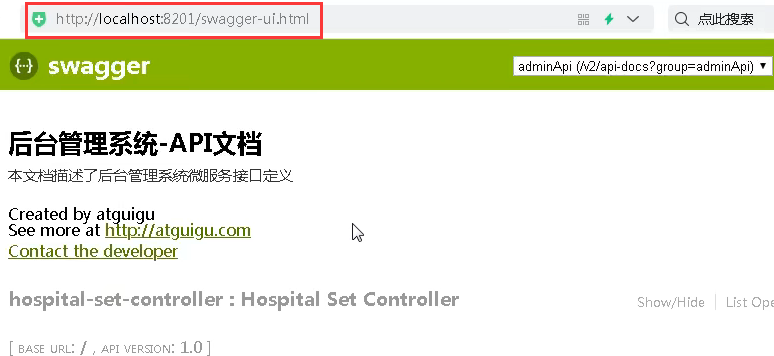 http://localhost:8201/swagger-ui.html
点此搜索
{···} swagger
adminApi (/v2/api-docs?group=adminApi)
后台管理系统-API文档
本文档描述了后台管理系统微服务接口定义
Created by atguigu
See more at http://atguigu.com
Contact the developer
hospital-set-controller : Hospital Set Controller
Show/Hide | List Ope
[ BASE URL: / , API VERSION: 1.0 ]